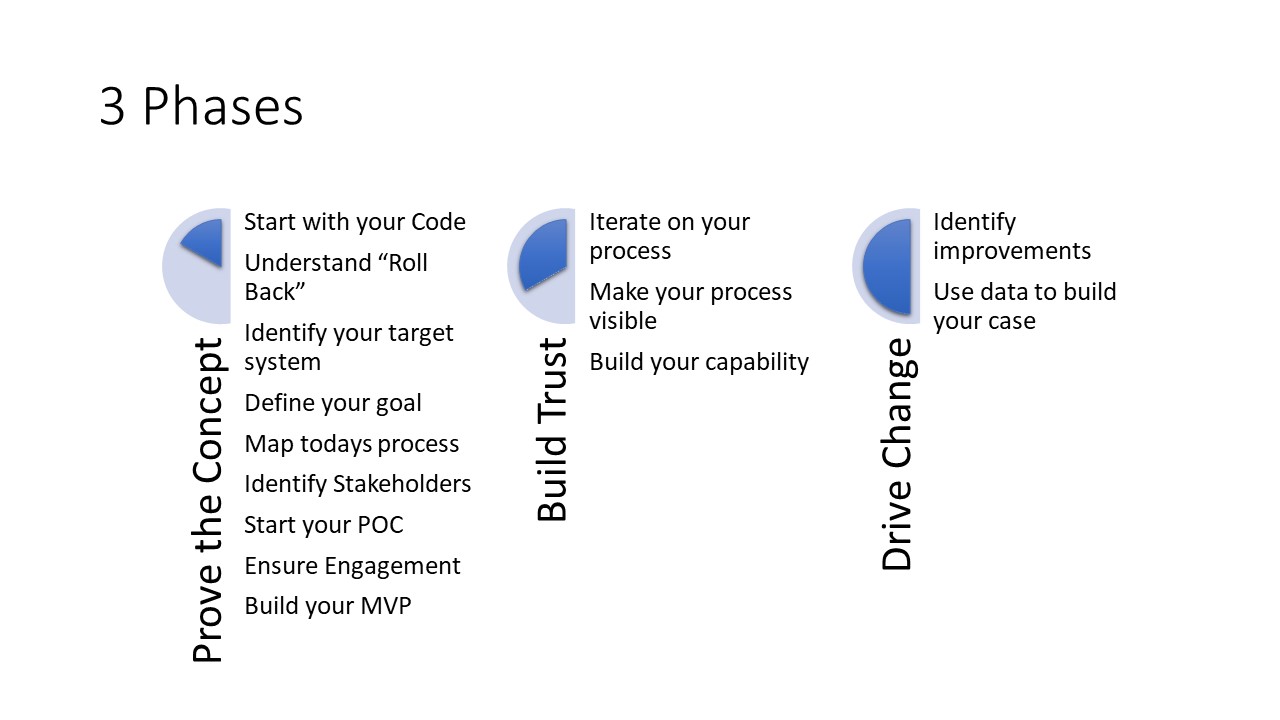 3 Phases
Prove the Concept
Start with your Code
Understand “Roll
Back”
Identify your target
system
Define your goal
Map todays process
Identify Stakeholders
Start your POC
Ensure Engagement
Build your MVP
Build Trust
Iterate on your
process
Make your process
visible
Build your capability
Drive Change
Identify
improvements
Use data to build
your case